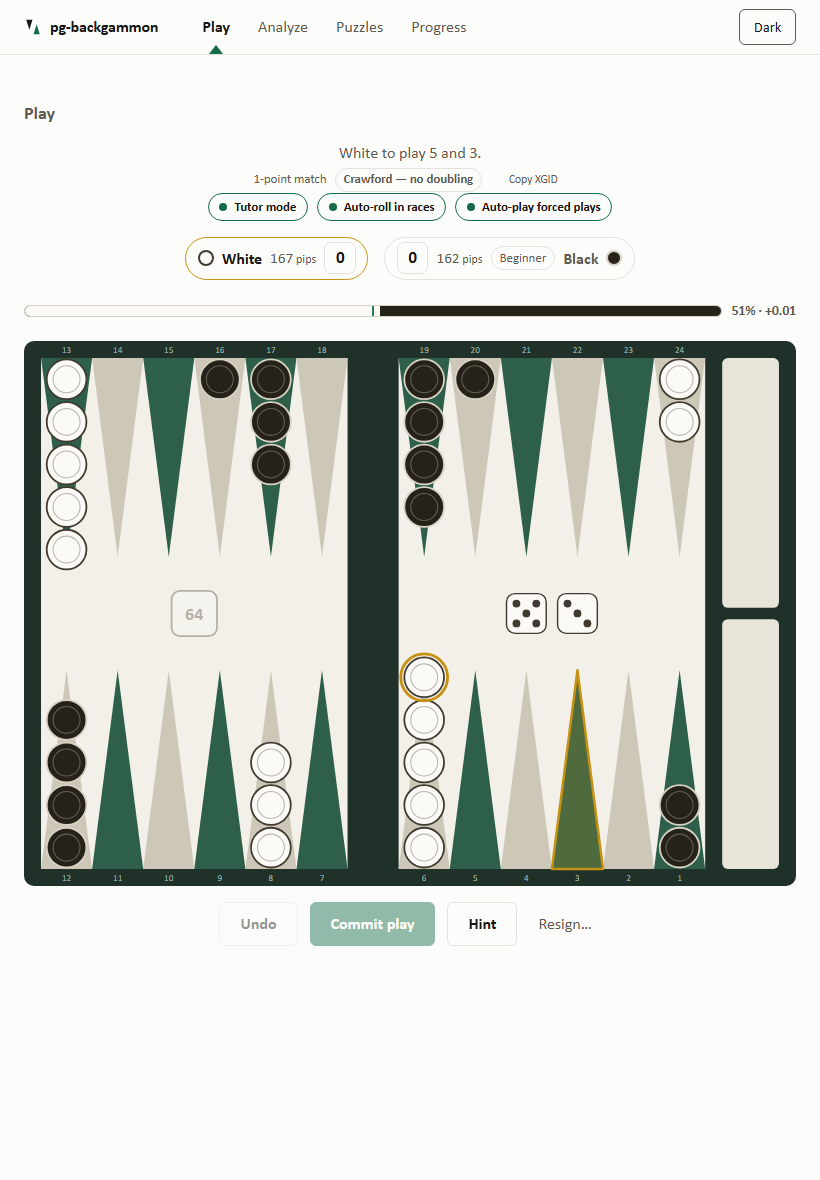 pg-backgammon Play Analyze Puzzles Progress Dark
Play
White to play 5 and 3.
1-point match Crawford — no doubling Copy XGID
Tutor mode Auto-roll in races Auto-play forced plays
White 167 pips 0 0 162 pips Beginner Black
51% · +0.01
13 14 15 16 17 18 19 20 21 22 23 24
64
12 11 10 9 8 7 6 5 4 3 2 1
Undo Commit play Hint Resign...